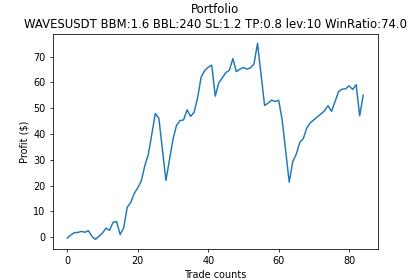 Portfolio
WAVESUSDT BBM:1.6 BBL:240 SL:1.2 TP:0.8 lev:10 WinRatio:74.0
Profit ($)
70
60
50
40
30
20
10
0
0 20 40 60 80
Trade counts